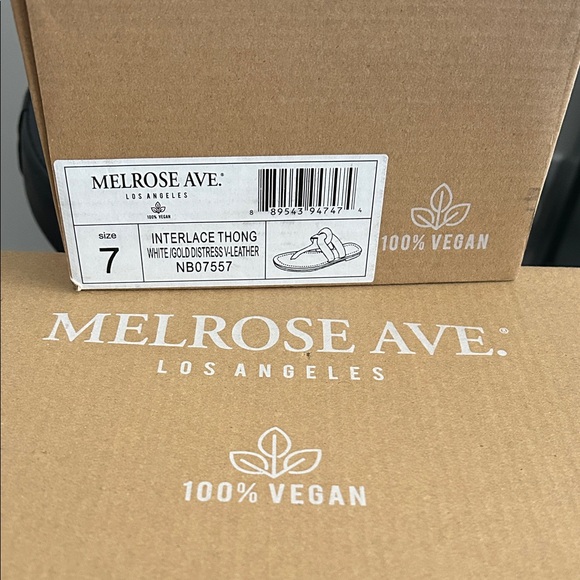 MELROSE AVE.®
LOS ANGELES
100% VEGAN
8 89543 94747 4
size
7
INTERLACE THONG
WHITE /GOLD DISTRESS V-LEATHER
NB07557
100% VEGAN
MELROSE AVE.®
LOS ANGELES
100% VEGAN